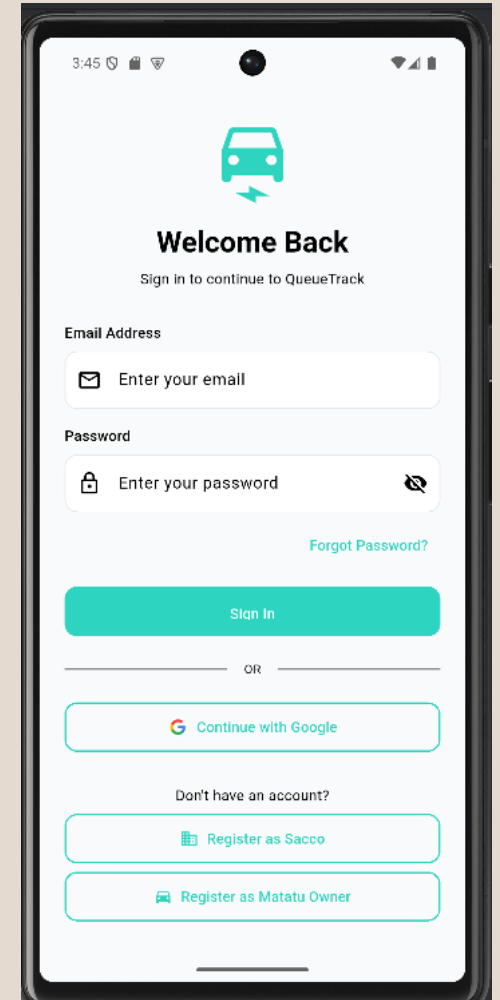 3:45
Welcome Back
Sign in to continue to QueueTrack
Email Address
Enter your email
Password
Enter your password
Forgot Password?
Sign In
OR
Continue with Google
Don't have an account?
Register as Sacco
Register as Matatu Owner